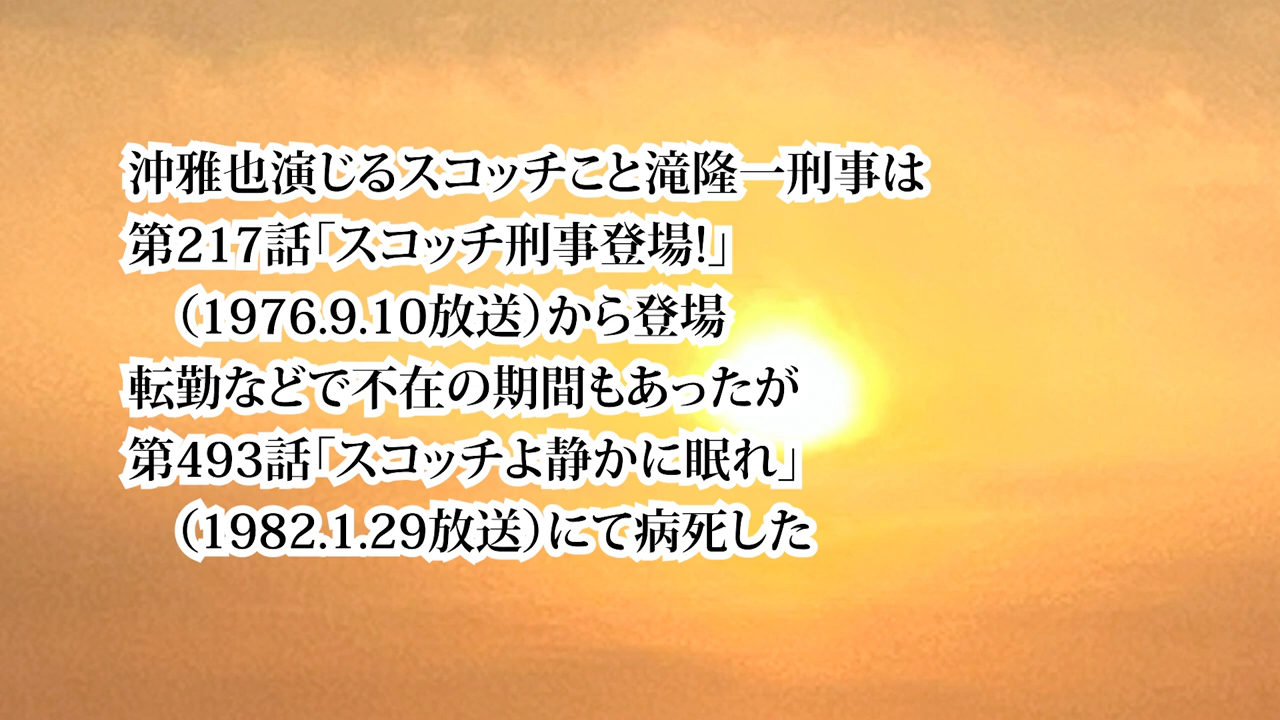 沖雅也演じるスコッチこと滝隆一刑事は
第217話「スコッチ刑事登場!」
（1976.9.10放送）から登場
転勤などで不在の期間もあったが
第493話「スコッチよ静かに眠れ」
（1982.1.29放送）にて病死した